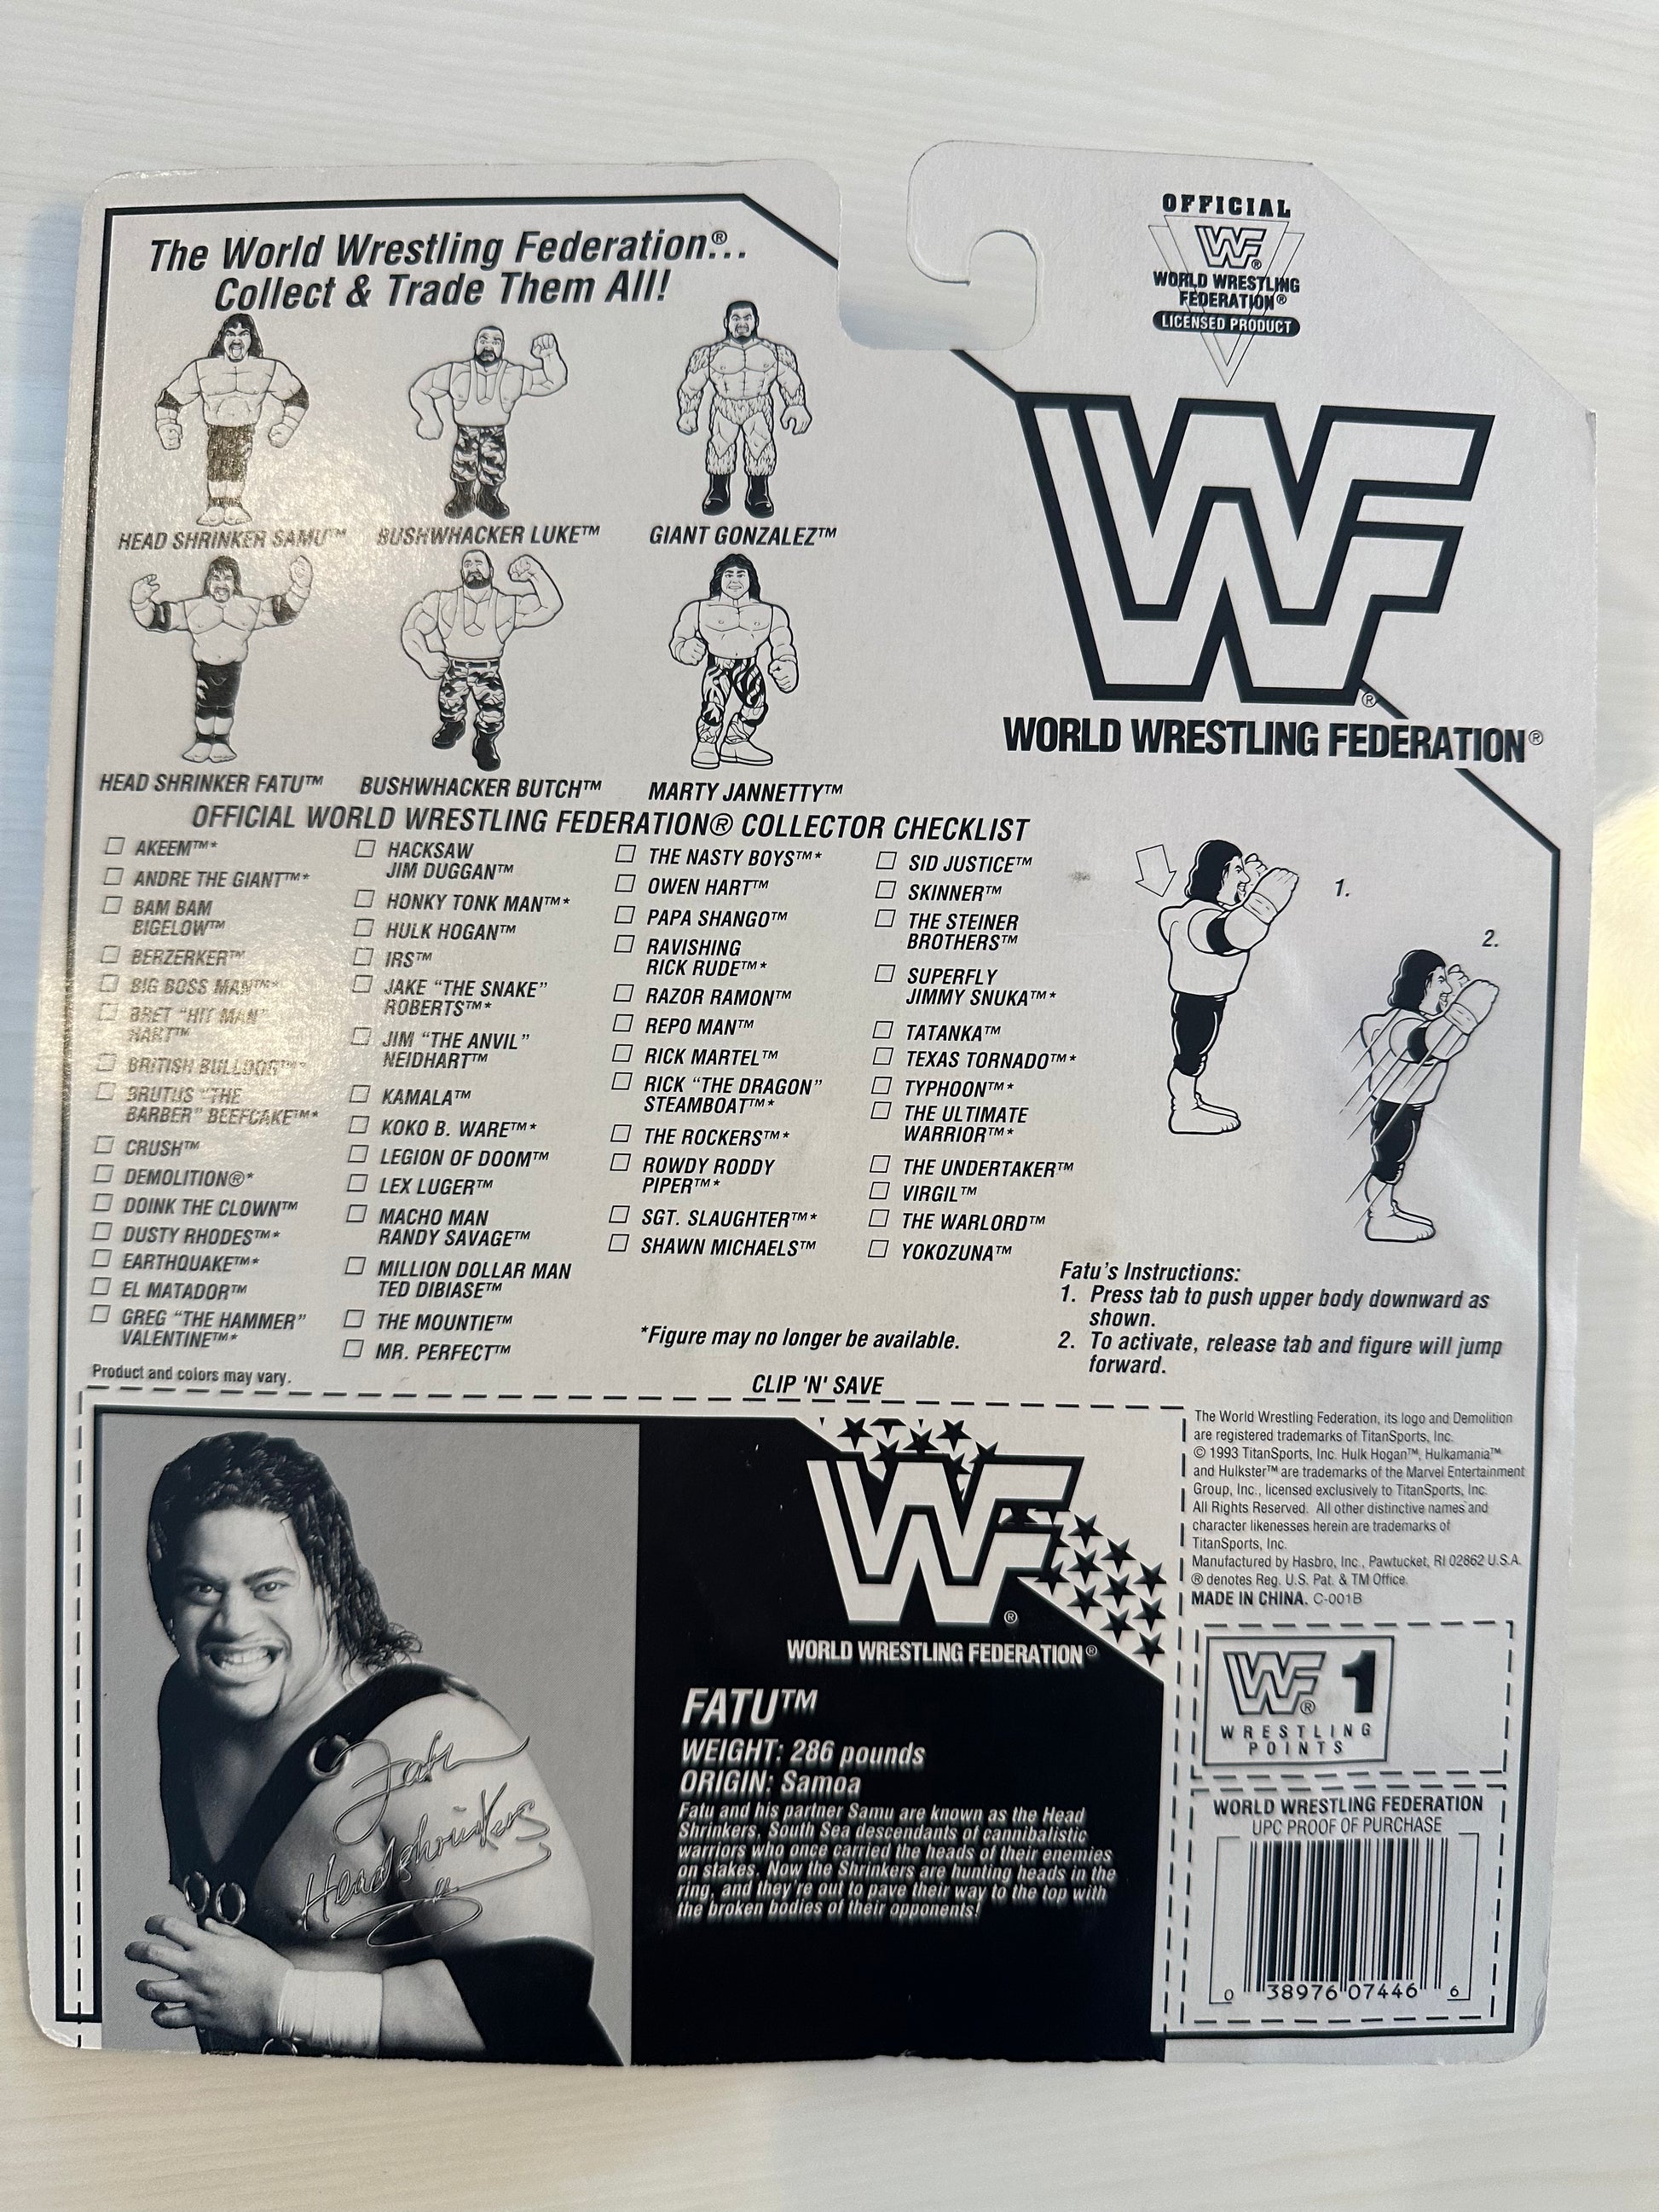 The World Wrestling Federation®...
Collect & Trade Them All!
OFFICIAL
WF®
WORLD WRESTLING
FEDERATION®
LICENSED PRODUCT
WF®
WORLD WRESTLING FEDERATION®
HEAD SHRINKER SAMU™
BUSHWHACKER LUKE™
GIANT GONZALEZ™
HEAD SHRINKER FATU™
BUSHWHACKER BUTCH™
MARTY JANNETTY™
OFFICIAL WORLD WRESTLING FEDERATION® COLLECTOR CHECKLIST
AKEEM™*
ANDRE THE GIANT™*
BAM BAM
BIGELOW™
BERZERKER™
BIG BOSS MAN™*
BRET "HIT MAN"
HART™
BRITISH BULLDOG™*
BRUTUS "THE
BARBER" BEEFCAKE™*
CRUSH™
DEMOLITION®*
DOINK THE CLOWN™
DUSTY RHODES™*
EARTHQUAKE™*
EL MATADOR™
GREG "THE HAMMER"
VALENTINE™*
HACKSAW
JIM DUGGAN™
HONKY TONK MAN™*
HULK HOGAN™
IRS™
JAKE "THE SNAKE"
ROBERTS™*
JIM "THE ANVIL"
NEIDHART™
KAMALA™
KOKO B. WARE™*
LEGION OF DOOM™
LEX LUGER™
MACHO MAN
RANDY SAVAGE™
MILLION DOLLAR MAN
TED DIBIASE™
THE MOUNTIE™
MR. PERFECT™
THE NASTY BOYS™*
OWEN HART™
PAPA SHANGO™
RAVISHING
RICK RUDE™*
RAZOR RAMON™
REPO MAN™
RICK MARTEL™
RICK "THE DRAGON"
STEAMBOAT™*
THE ROCKERS™*
ROWDY RODDY
PIPER™*
SGT. SLAUGHTER™*
SHAWN MICHAELS™
SID JUSTICE™
SKINNER™
THE STEINER
BROTHERS™
SUPERFLY
JIMMY SNUKA™*
TATANKA™
TEXAS TORNADO™*
TYPHOON™*
THE ULTIMATE
WARRIOR™*
THE UNDERTAKER™
VIRGIL™
THE WARLORD™
YOKOZUNA™
*Figure may no longer be available.
1.
2.
Fatu's Instructions:
1. Press tab to push upper body downward as
shown.
2. To activate, release tab and figure will jump
forward.
Product and colors may vary.
CLIP 'N' SAVE
Fatu
Headshrinkers
WF®
WORLD WRESTLING FEDERATION®
FATU™
WEIGHT: 286 pounds
ORIGIN: Samoa
Fatu and his partner Samu are known as the Head
Shrinkers, South Sea descendants of cannibalistic
warriors who once carried the heads of their enemies
on stakes. Now the Shrinkers are hunting heads in the
ring, and they're out to pave their way to the top with
the broken bodies of their opponents!
The World Wrestling Federation, its logo and Demolition
are registered trademarks of TitanSports, Inc.
© 1993 TitanSports, Inc. Hulk Hogan™, Hulkamania™
and Hulkster™ are trademarks of the Marvel Entertainment
Group, Inc., licensed exclusively to TitanSports, Inc.
All Rights Reserved. All other distinctive names and
character likenesses herein are trademarks of
TitanSports, Inc.
Manufactured by Hasbro, Inc., Pawtucket, RI 02862 U.S.A.
® denotes Reg. U.S. Pat. & TM Office.
MADE IN CHINA. C-001B
WF® 1
WRESTLING
POINTS
WORLD WRESTLING FEDERATION
UPC PROOF OF PURCHASE
0 38976 07446 6